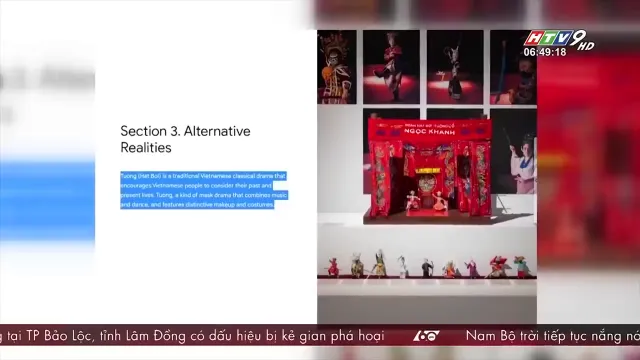 HTV9 HD
06:49:18
Section 3. Alternative
Realities
Tuong (Hat Boi) is a traditional Vietnamese classical drama that
encourages Vietnamese people to consider their past and
present lives. Tuong, a kind of mask drama that combines music
and dance, and features distinctive makeup and costumes.
NGỌC KHANH
g tại TP Bảo Lộc, tỉnh Lâm Đồng có dấu hiệu bị kẻ gian phá hoại
60
Nam Bộ trời tiếp tục nắng nó